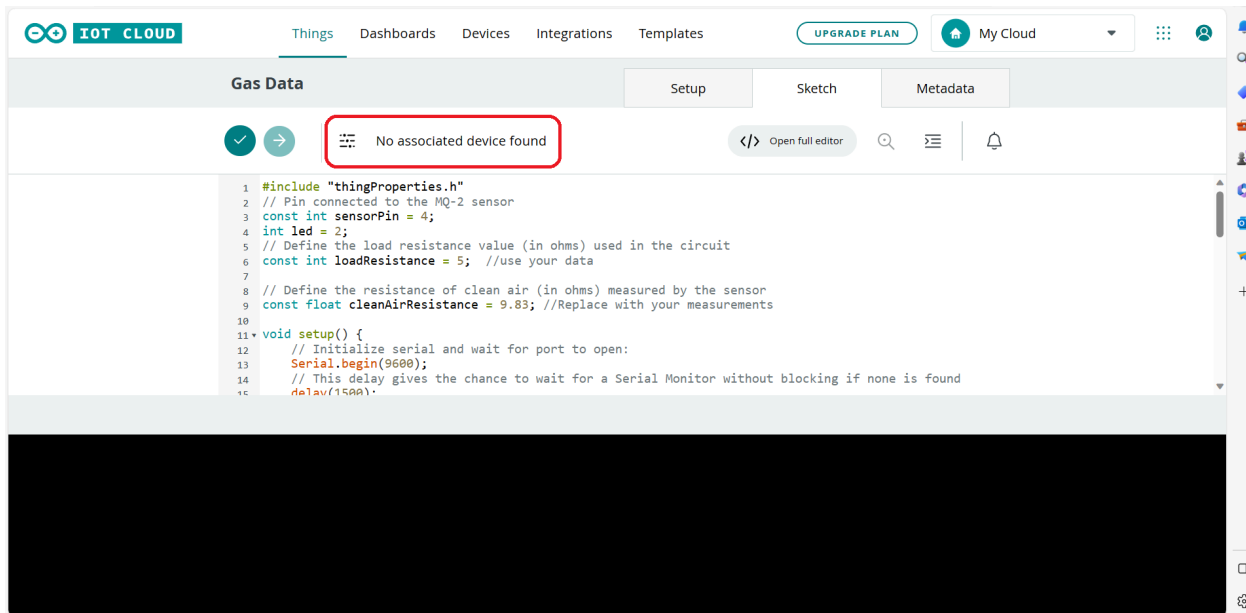 IOT CLOUD
Things Dashboards Devices Integrations Templates
UPGRADE PLAN
My Cloud
Gas Data
Setup Sketch Metadata
No associated device found
</> Open full editor
1 #include "thingProperties.h"
2 // Pin connected to the MQ-2 sensor
3 const int sensorPin = 4;
4 int led = 2;
5 // Define the load resistance value (in ohms) used in the circuit
6 const int loadResistance = 5;  //use your data
7
8 // Define the resistance of clean air (in ohms) measured by the sensor
9 const float cleanAirResistance = 9.83; //Replace with your measurements
10
11 void setup() {
12     // Initialize serial and wait for port to open:
13     Serial.begin(9600);
14     // This delay gives the chance to wait for a Serial Monitor without blocking if none is found
15     delay(1500);